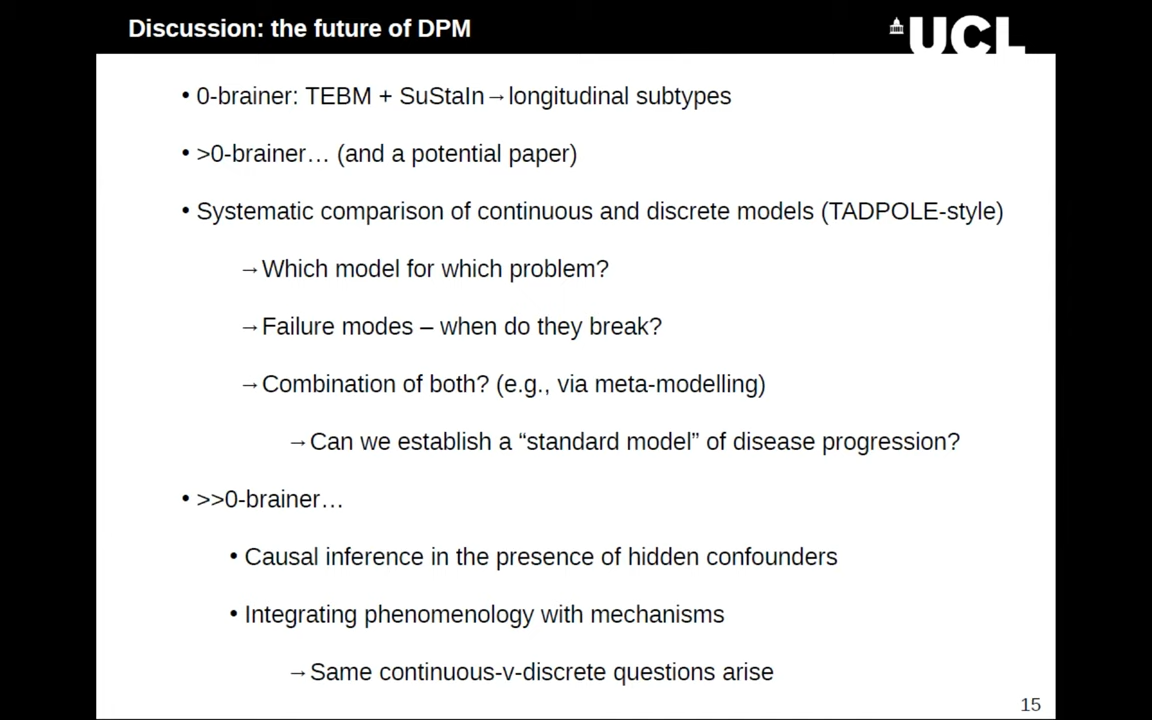 Discussion: the future of DPM
UCL
• 0-brainer: TEBM + SuStaIn→longitudinal subtypes
• >0-brainer… (and a potential paper)
• Systematic comparison of continuous and discrete models (TADPOLE-style)
→Which model for which problem?
→Failure modes – when do they break?
→Combination of both? (e.g., via meta-modelling)
→Can we establish a “standard model” of disease progression?
• >>0-brainer…
• Causal inference in the presence of hidden confounders
• Integrating phenomenology with mechanisms
→Same continuous-v-discrete questions arise
15